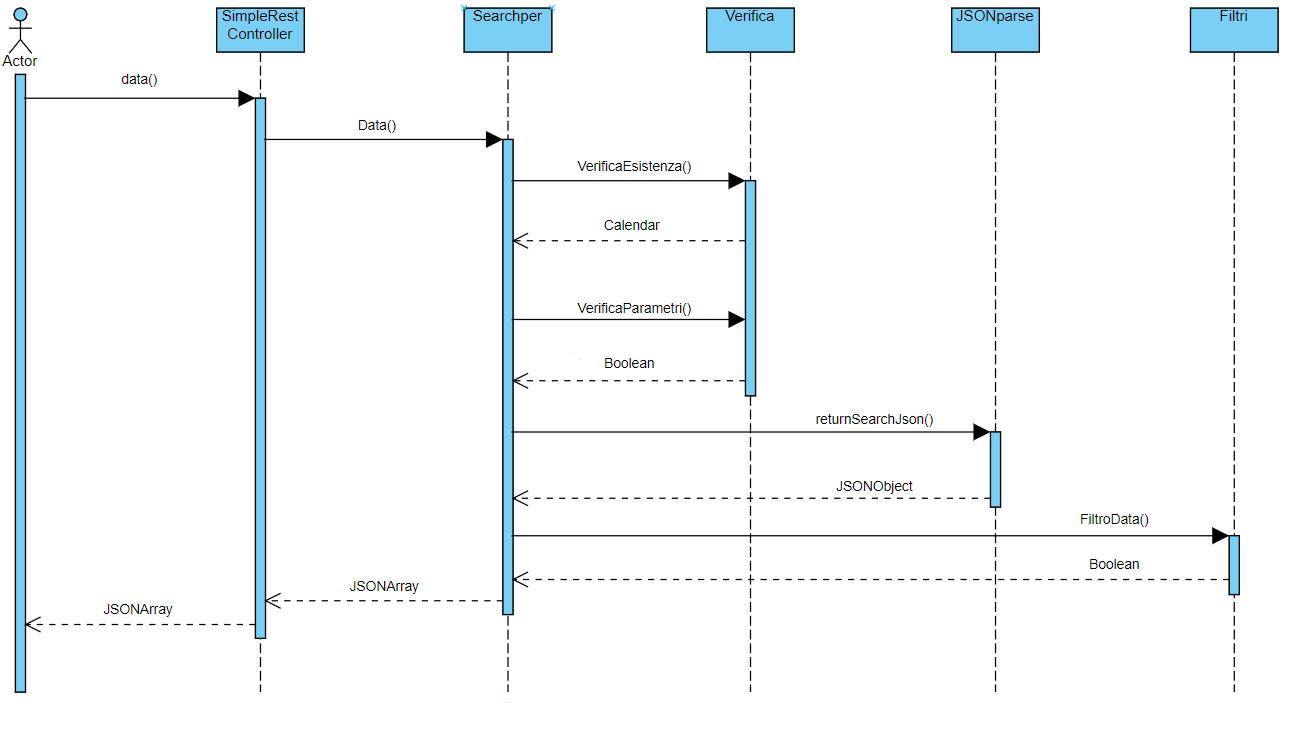 SimpleRest
Controller
Searchper
Verifica
JSONparse
Filtri
Actor
data()
Data()
VerificaEsistenza()
Calendar
VerificaParametri()
Boolean
returnSearchJson()
JSONObject
FiltroData()
Boolean
JSONArray
JSONArray